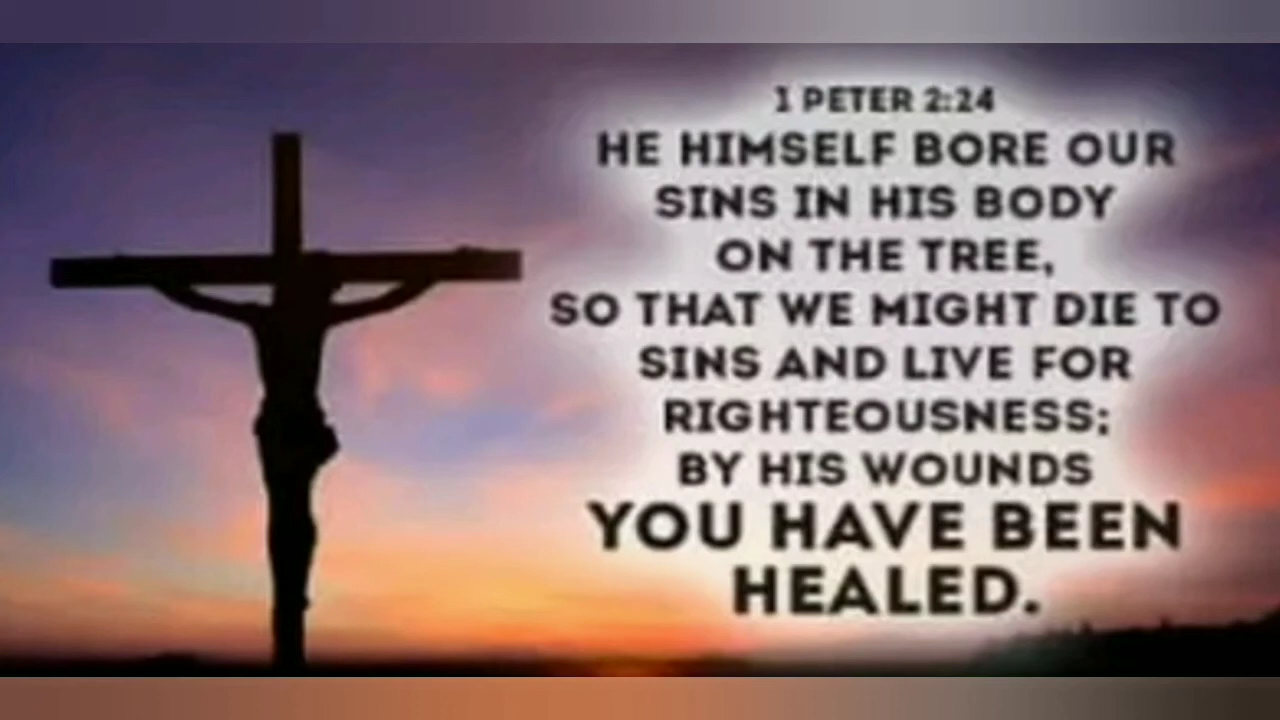 1 PETER 2:24
HE HIMSELF BORE OUR
SINS IN HIS BODY
ON THE TREE,
SO THAT WE MIGHT DIE TO
SINS AND LIVE FOR
RIGHTEOUSNESS;
BY HIS WOUNDS
YOU HAVE BEEN
HEALED.